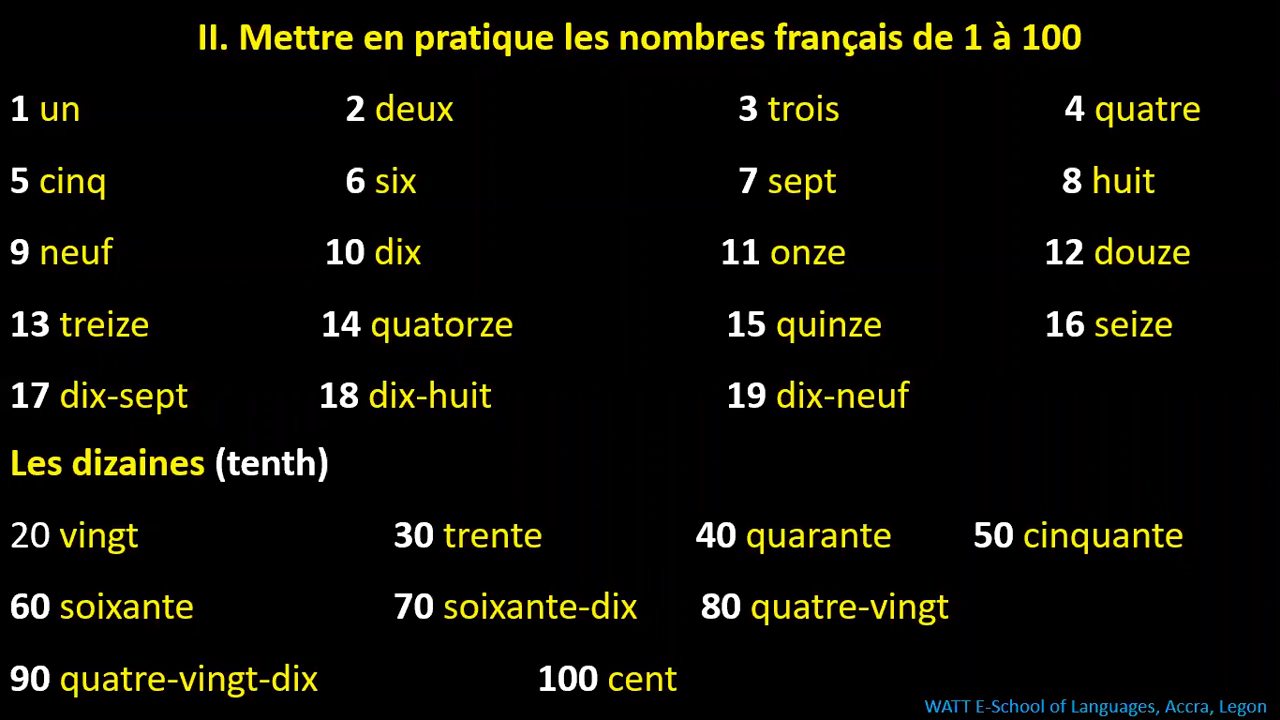 II. Mettre en pratique les nombres français de 1 à 100
1 un 2 deux 3 trois 4 quatre
5 cinq 6 six 7 sept 8 huit
9 neuf 10 dix 11 onze 12 douze
13 treize 14 quatorze 15 quinze 16 seize
17 dix-sept 18 dix-huit 19 dix-neuf
Les dizaines (tenth)
20 vingt 30 trente 40 quarante 50 cinquante
60 soixante 70 soixante-dix 80 quatre-vingt
90 quatre-vingt-dix 100 cent
WATT E-School of Languages, Accra, Legon